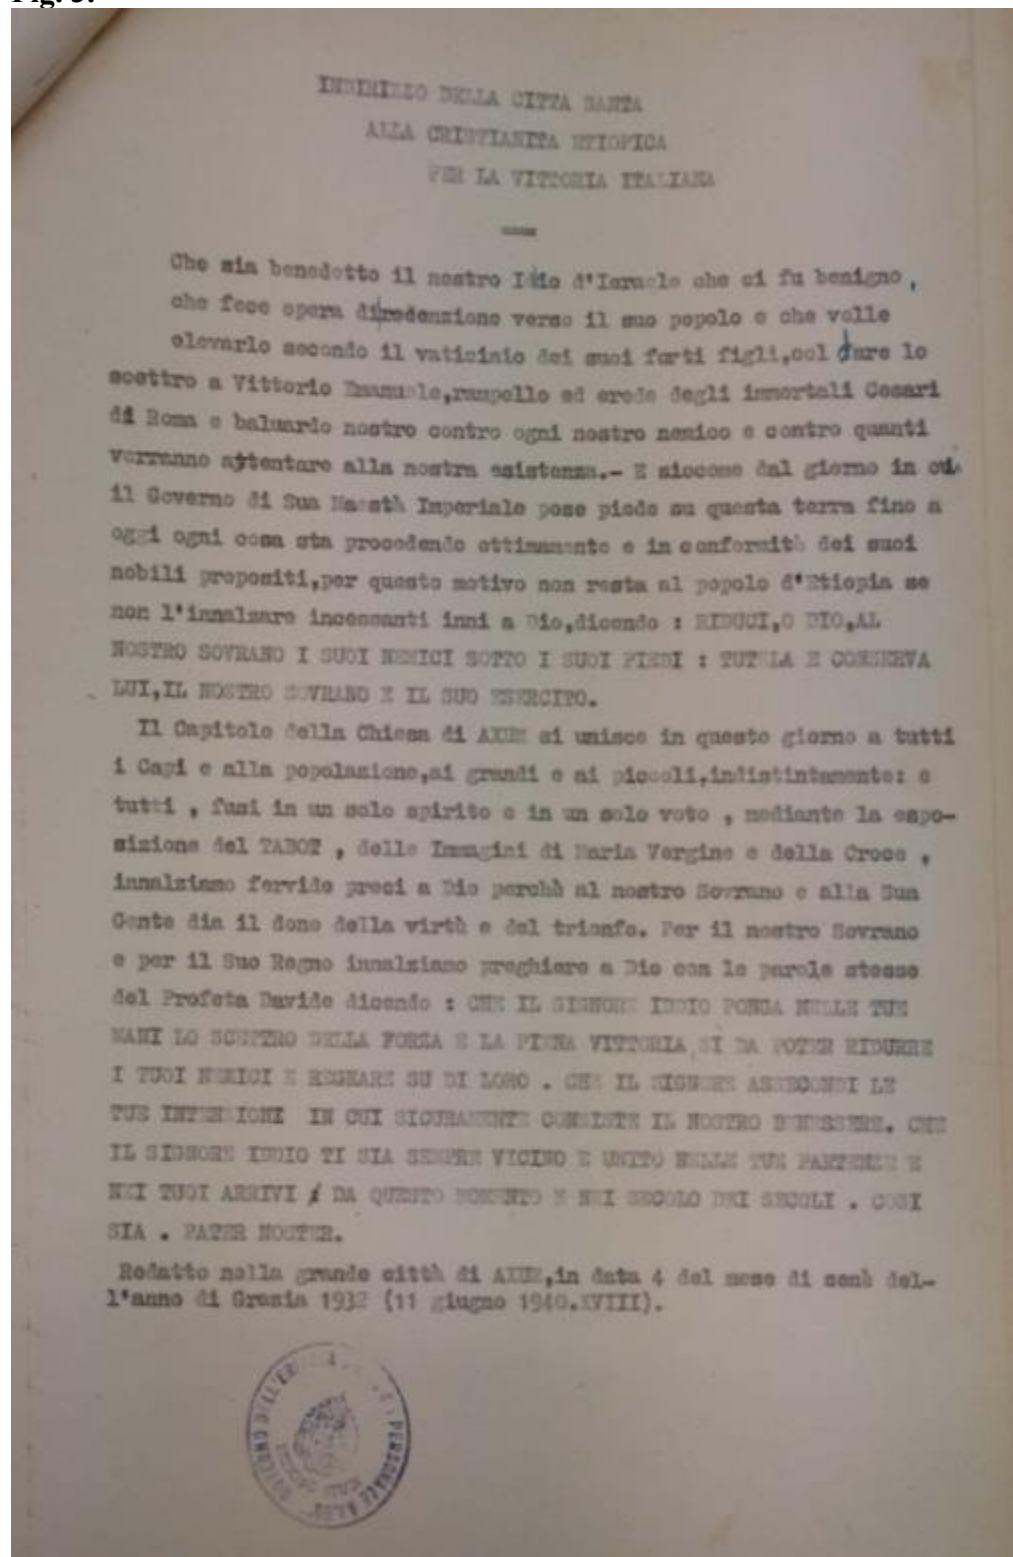 Fig. 3.
INDIRIZZO DELLA CITTA SANTA
ALLA CRISTIANITA ETIOPICA
PER LA VITTORIA ITALIANA
Che sia benedetto il nostro Iddio d'Israele che ci fu benigno,
che fece opera diredenzione verso il suo popolo e che volle
elevarlo secondo il vaticinio dei suoi forti figli,col dare lo
scettro a Vittorio Emanuele,rampollo ed erede degli immortali Cesari
di Roma e baluardo nostro contro ogni nostro nemico e contro quanti
verranno attentare alla nostra esistenza.- E siccome dal giorno in cui
il Governo di Sua Maestà Imperiale pose piede su questa terra fino a
oggi ogni cosa sta procedendo ottimamente e in conformità dei suoi
nobili propositi,per questo motivo non resta al popolo d'Etiopia se
non l'innalzare incessanti inni a Dio,dicendo : RIDUCI,O DIO,AL
NOSTRO SOVRANO I SUOI NEMICI SOTTO I SUOI PIEDI : TUTELA E CONSERVA
LUI,IL NOSTRO SOVRANO E IL SUO ESERCITO.
Il Capitolo della Chiesa di AXUM si unisce in questo giorno a tutti
i Capi e alla popolazione,ai grandi e ai piccoli,indistintamente: e
tutti , fusi in un solo spirito e in un solo voto , mediante la espo-
sizione del TABOT , delle Immagini di Maria Vergine e della Croce ,
innalziamo fervide preci a Dio perchè al nostro Sovrano e alla Sua
Gente dia il dono della virtù e del trionfo. Per il nostro Sovrano
e per il Suo Regno innalziamo preghiere a Dio con le parole stesse
del Profeta Davide dicendo : CHE IL SIGNORE IDDIO PONGA NELLE TUE
MANI LO SCETTRO DELLA FORZA E LA PIENA VITTORIA,SI DA POTER RIDURRE
I TUOI NEMICI E REGNARE SU DI LORO . CHE IL SIGNORE ASSECONDI LE
TUE INTENZIONI IN CUI SICURAMENTE CONSISTE IL NOSTRO BENESSERE. CHE
IL SIGNORE IDDIO TI SIA SEMPRE VICINO E UNITO NELLE TUE PARTENZE E
NEI TUOI ARRIVI DA QUESTO MOMENTO E NEI SECOLO DEI SECOLI . COSI
SIA . PATER NOSTER.
Redatto nella grande città di AXUM,in data 4 del mese di senè del-
l'anno di Grazia 1932 (11 giugno 1940.XVIII).
GOVERNO DELL' PERSONALE